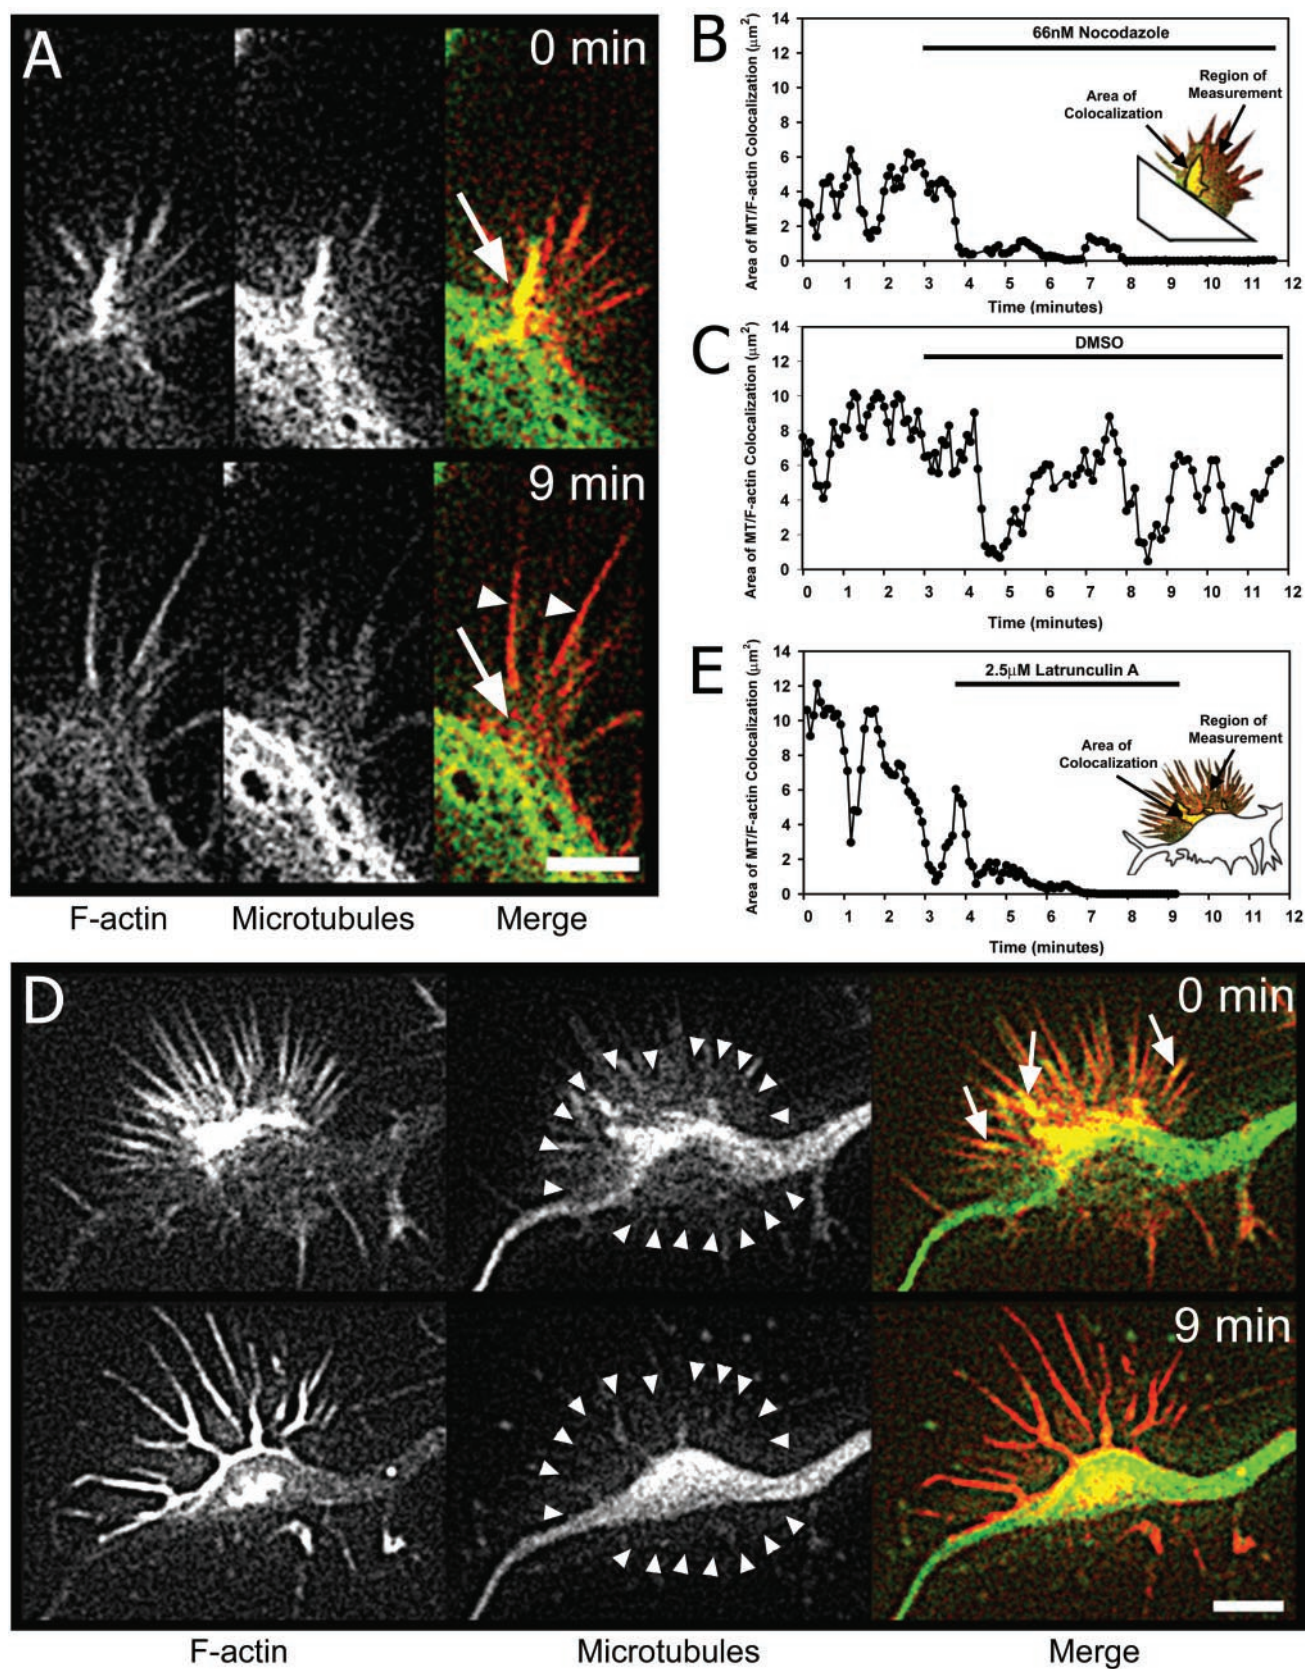 A
0 min
9 min
F-actin Microtubules Merge
B
Area of MT/F-actin Colocalization (µm²)
14
12
10
8
6
4
2
0
66nM Nocodazole
Region of
Measurement
Area of
Colocalization
0 1 2 3 4 5 6 7 8 9 10 11 12
Time (minutes)
C
Area of MT/F-actin Colocalization (µm²)
14
12
10
8
6
4
2
0
DMSO
0 1 2 3 4 5 6 7 8 9 10 11 12
Time (minutes)
E
Area of MT/F-actin Colocalization (µm²)
14
12
10
8
6
4
2
0
2.5µM Latrunculin A
Region of
Measurement
Area of
Colocalization
0 1 2 3 4 5 6 7 8 9 10 11 12
Time (minutes)
D
0 min
9 min
F-actin Microtubules Merge